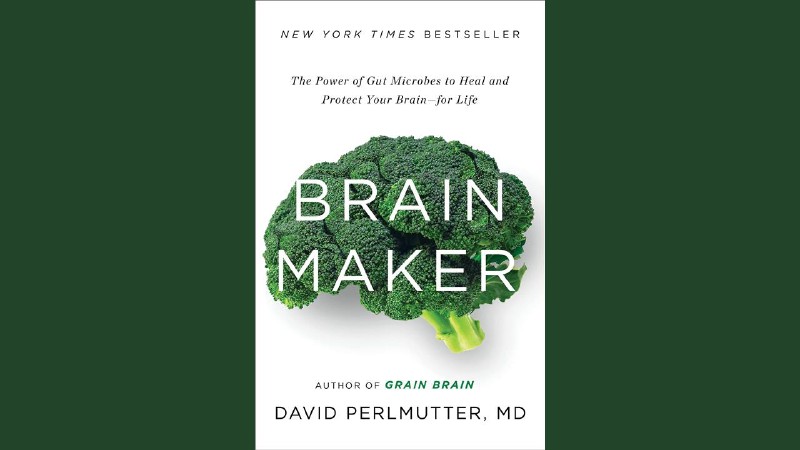 NEW YORK TIMES BESTSELLER
The Power of Gut Microbes to Heal and
Protect Your Brain—for Life
BRAIN
MAKER
AUTHOR OF GRAIN BRAIN
DAVID PERLMUTTER, MD